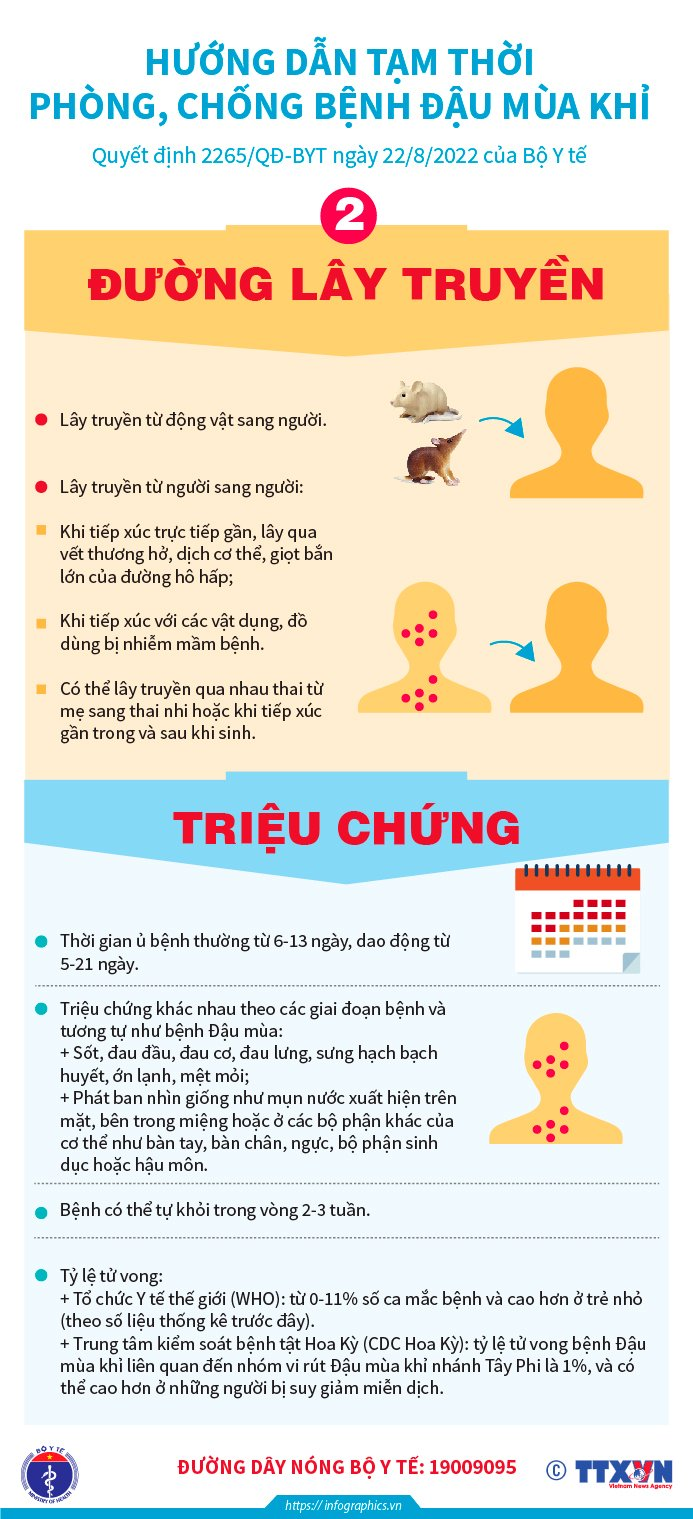 HƯỚNG DẪN TẠM THỜI
PHÒNG, CHỐNG BỆNH ĐẬU MÙA KHỈ
Quyết định 2265/QĐ-BYT ngày 22/8/2022 của Bộ Y tế
2
ĐƯỜNG LÂY TRUYỀN
Lây truyền từ động vật sang người.
Lây truyền từ người sang người:
Khi tiếp xúc trực tiếp gần, lây qua
vết thương hở, dịch cơ thể, giọt bắn
lớn của đường hô hấp;
Khi tiếp xúc với các vật dụng, đồ
dùng bị nhiễm mầm bệnh.
Có thể lây truyền qua nhau thai từ
mẹ sang thai nhi hoặc khi tiếp xúc
gần trong và sau khi sinh.
TRIỆU CHỨNG
Thời gian ủ bệnh thường từ 6-13 ngày, dao động từ
5-21 ngày.
Triệu chứng khác nhau theo các giai đoạn bệnh và
tương tự như bệnh Đậu mùa:
+ Sốt, đau đầu, đau cơ, đau lưng, sưng hạch bạch
huyết, ớn lạnh, mệt mỏi;
+ Phát ban nhìn giống như mụn nước xuất hiện trên
mặt, bên trong miệng hoặc ở các bộ phận khác của
cơ thể như bàn tay, bàn chân, ngực, bộ phận sinh
dục hoặc hậu môn.
Bệnh có thể tự khỏi trong vòng 2-3 tuần.
Tỷ lệ tử vong:
+ Tổ chức Y tế thế giới (WHO): từ 0-11% số ca mắc bệnh và cao hơn ở trẻ nhỏ
(theo số liệu thống kê trước đây).
+ Trung tâm kiểm soát bệnh tật Hoa Kỳ (CDC Hoa Kỳ): tỷ lệ tử vong bệnh Đậu
mùa khỉ liên quan đến nhóm vi rút Đậu mùa khỉ nhánh Tây Phi là 1%, và có
thể cao hơn ở những người bị suy giảm miễn dịch.
BỘ Y TẾ
MINISTRY OF HEALTH
ĐƯỜNG DÂY NÓNG BỘ Y TẾ: 19009095
© TTXVN
Vietnam News Agency
https:// infographics.vn